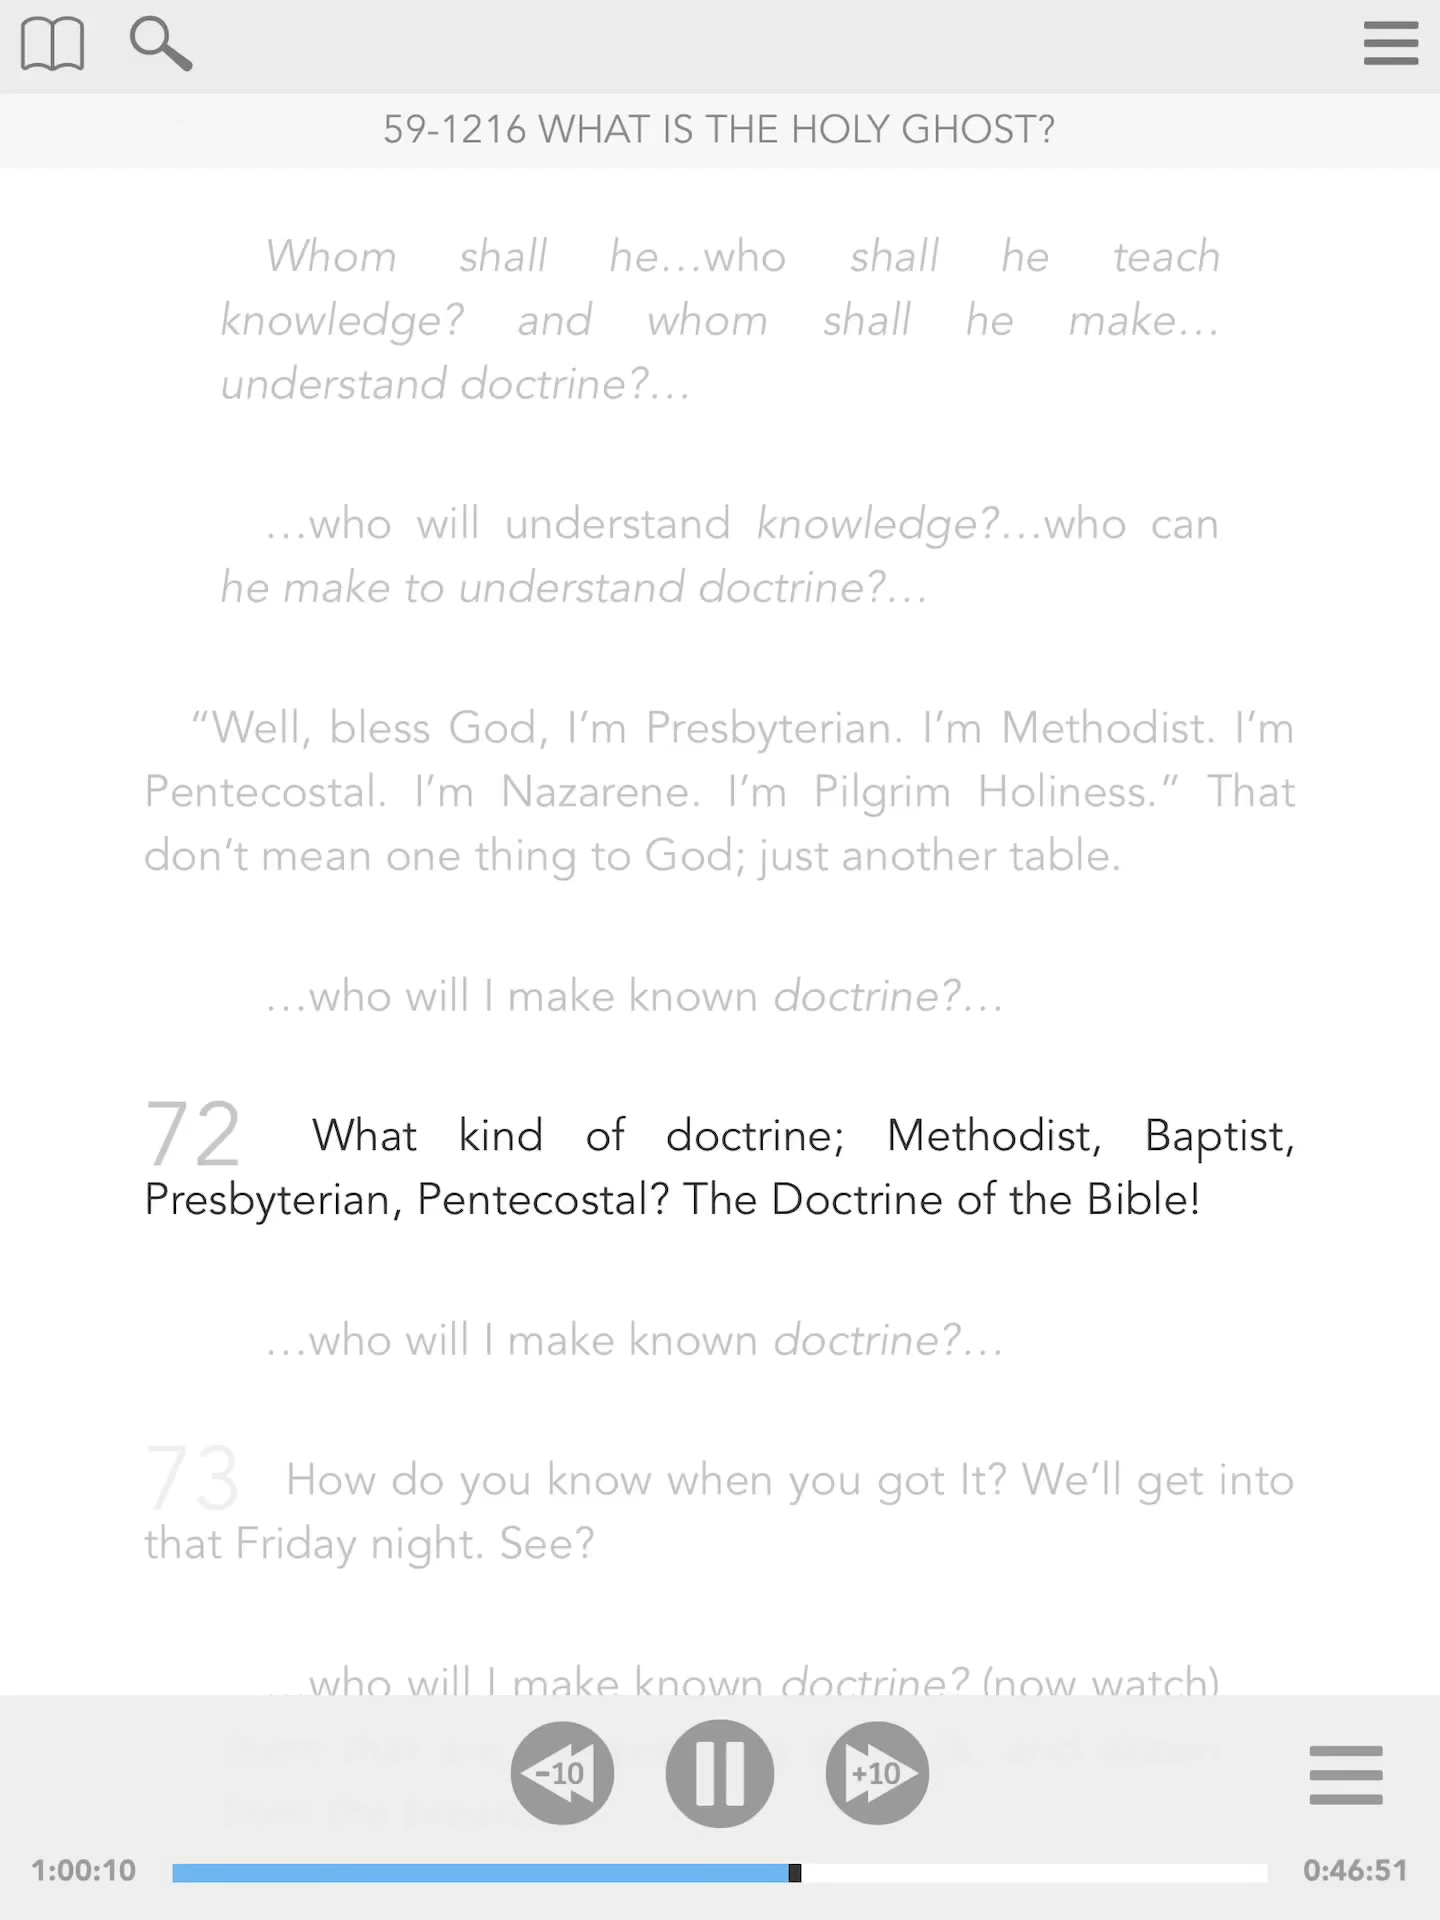 59-1216 WHAT IS THE HOLY GHOST?
Whom shall he…who shall he teach
knowledge? and whom shall he make…
understand doctrine?…
…who will understand knowledge?…who can
he make to understand doctrine?…
“Well, bless God, I’m Presbyterian. I’m Methodist. I’m
Pentecostal. I’m Nazarene. I’m Pilgrim Holiness.” That
don’t mean one thing to God; just another table.
…who will I make known doctrine?…
72 What kind of doctrine; Methodist, Baptist,
Presbyterian, Pentecostal? The Doctrine of the Bible!
…who will I make known doctrine?…
73 How do you know when you got It? We’ll get into
that Friday night. See?
…who will I make known doctrine? (now watch)
-10 +10
1:00:10 0:46:51